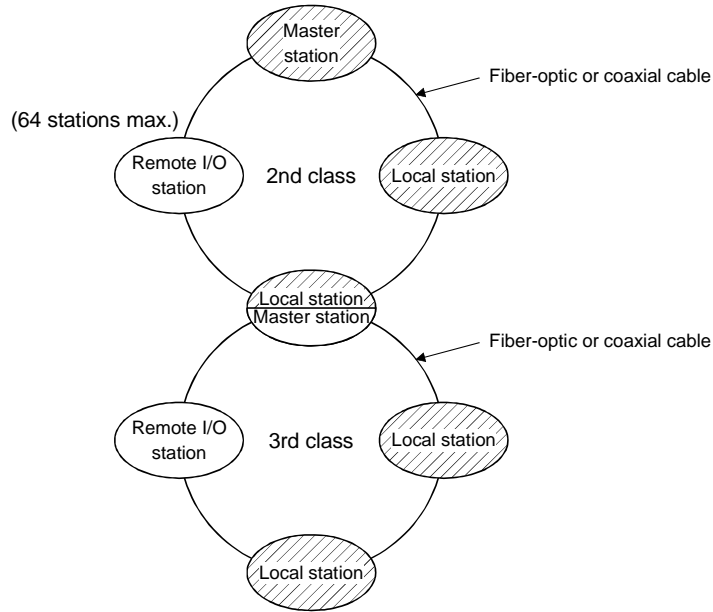 Master
station
Fiber-optic or coaxial cable
(64 stations max.)
Remote I/O
station
2nd class
Local station
Local station
Master station
Fiber-optic or coaxial cable
Remote I/O
station
3rd class
Local station
Local station